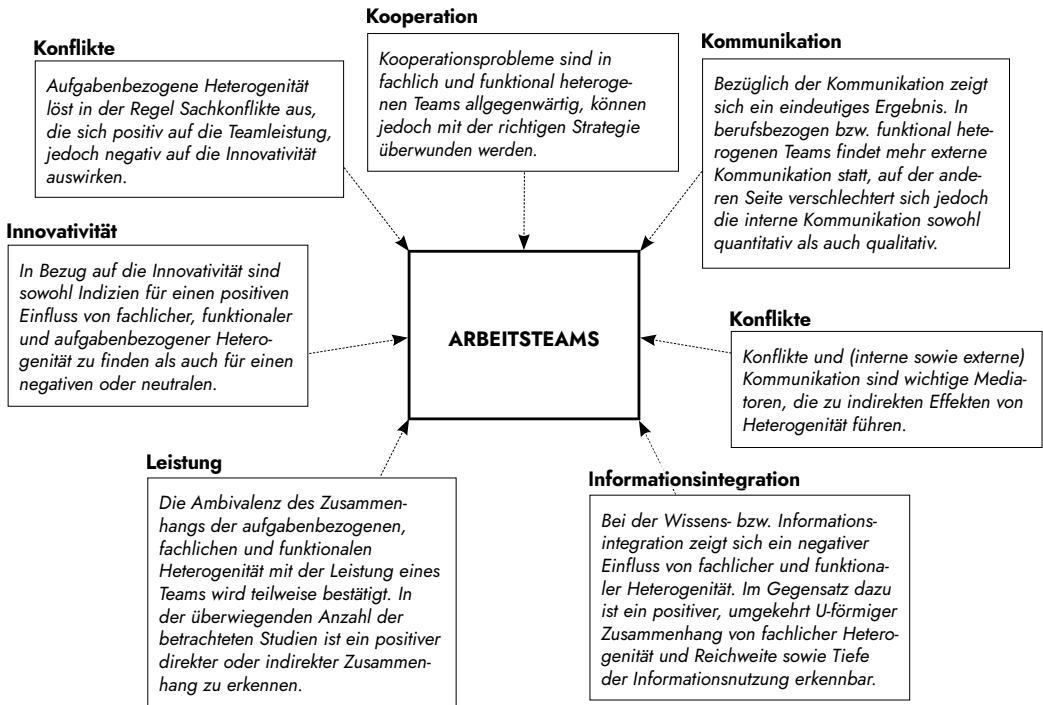 Kooperation
Kooperationsprobleme sind in
fachlich und funktional heteroge-
nen Teams allgegenwärtig, können
jedoch mit der richtigen Strategie
überwunden werden.
Konflikte
Aufgabenbezogene Heterogenität
löst in der Regel Sachkonflikte aus,
die sich positiv auf die Teamleistung,
jedoch negativ auf die Innovativität
auswirken.
Kommunikation
Bezüglich der Kommunikation zeigt
sich ein eindeutiges Ergebnis. In
berufsbezogen bzw. funktional hete-
rogenen Teams findet mehr externe
Kommunikation statt, auf der ande-
ren Seite verschlechtert sich jedoch
die interne Kommunikation sowohl
quantitativ als auch qualitativ.
Innovativität
In Bezug auf die Innovativität sind
sowohl Indizien für einen positiven
Einfluss von fachlicher, funktionaler
und aufgabenbezogener Hetero-
genität zu finden als auch für einen
negativen oder neutralen.
ARBEITSTEAMS
Konflikte
Konflikte und (interne sowie externe)
Kommunikation sind wichtige Media-
toren, die zu indirekten Effekten von
Heterogenität führen.
Leistung
Die Ambivalenz des Zusammen-
hangs der aufgabenbezogenen,
fachlichen und funktionalen
Heterogenität mit der Leistung eines
Teams wird teilweise bestätigt. In
der überwiegenden Anzahl der
betrachteten Studien ist ein positiver
direkter oder indirekter Zusammen-
hang zu erkennen.
Informationsintegration
Bei der Wissens- bzw. Informations-
integration zeigt sich ein negativer
Einfluss von fachlicher und funktiona-
ler Heterogenität. Im Gegensatz dazu
ist ein positiver, umgekehrt U-förmiger
Zusammenhang von fachlicher Hetero-
genität und Reichweite sowie Tiefe
der Informationsnutzung erkennbar.